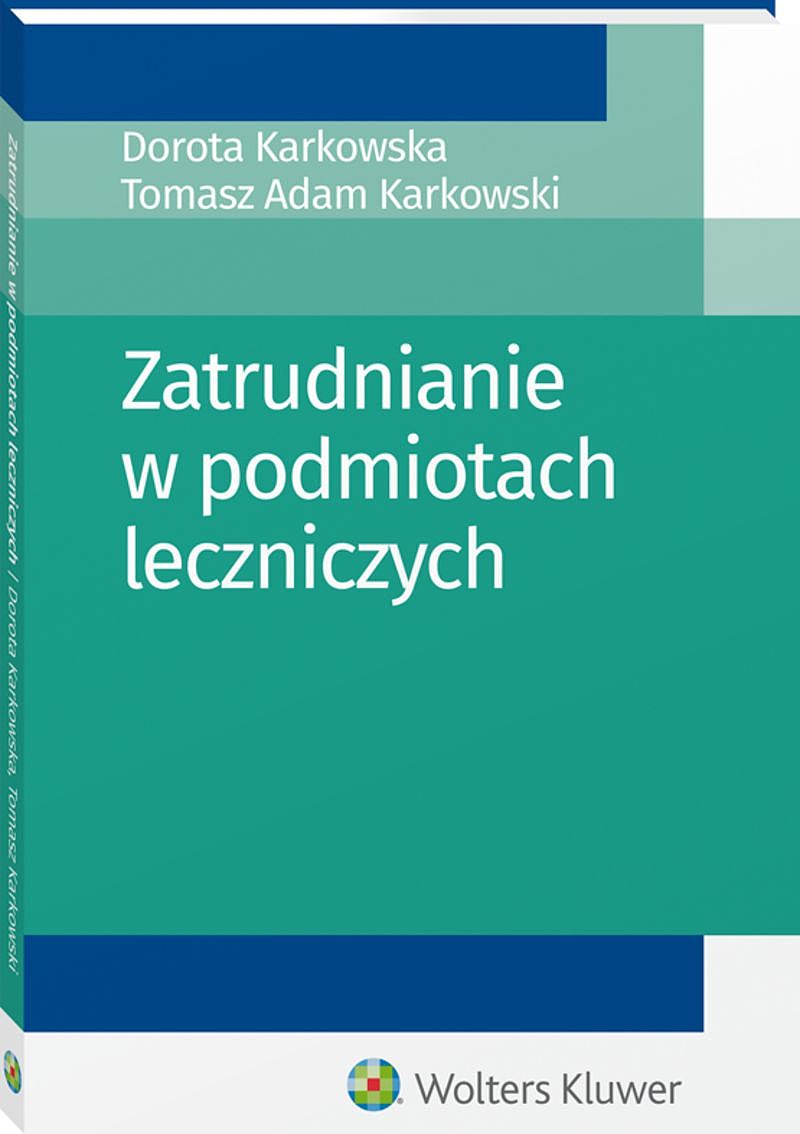 Dorota Karkowska
Tomasz Adam Karkowski
Zatrudnianie
w podmiotach
leczniczych
Wolters Kluwer
Zatrudnianie w podmiotach leczniczych / Dorota Karkowska, Tomasz Karkowski